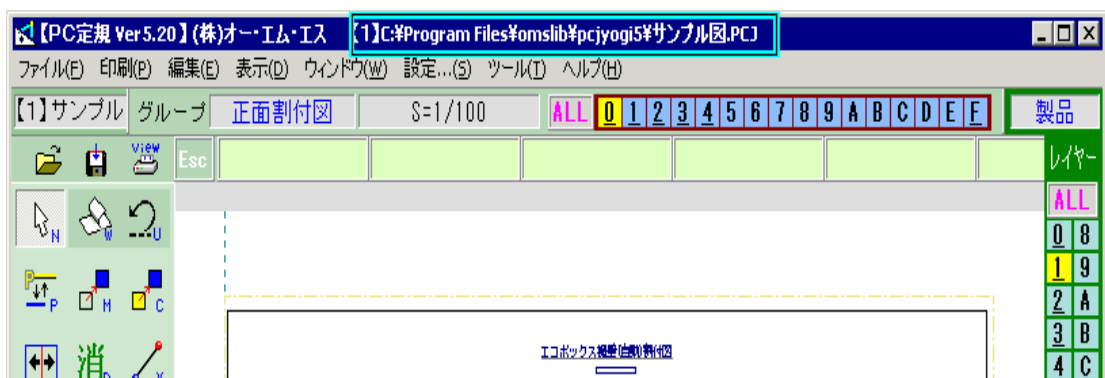 【PC定規 Ver5.20】(株)オー・エム・エス 【1】C:¥Program Files¥omslib¥pcjyogi5¥サンプル図.PCJ
ファイル(F) 印刷(P) 編集(E) 表示(D) ウィンドウ(W) 設定...(S) ツール(T) ヘルプ(H)
【1】サンプル グループ 正面割付図 S=1/100 ALL 0 1 2 3 4 5 6 7 8 9 A B C D E F 製品
View Esc レイヤー
ALL
N W U 0 8
1 9
P P M C 2 A
3 B
エコボックス擁壁(自動)割付図
消 D 4 C